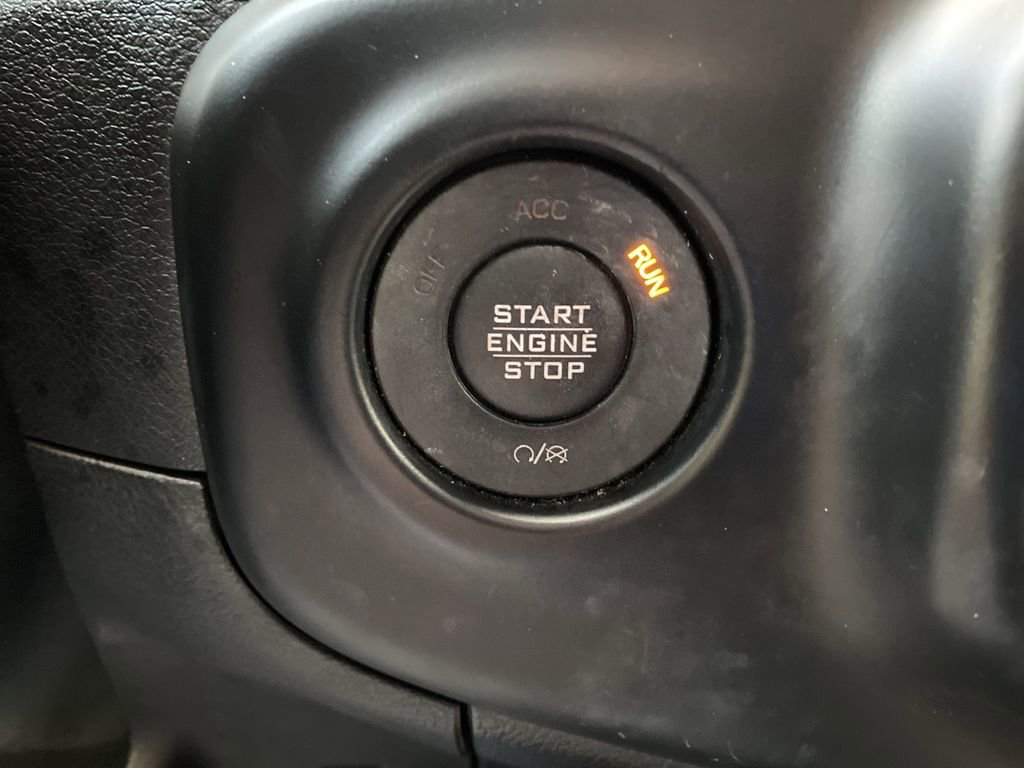 ACC
OFF
RUN
START
ENGINE
STOP